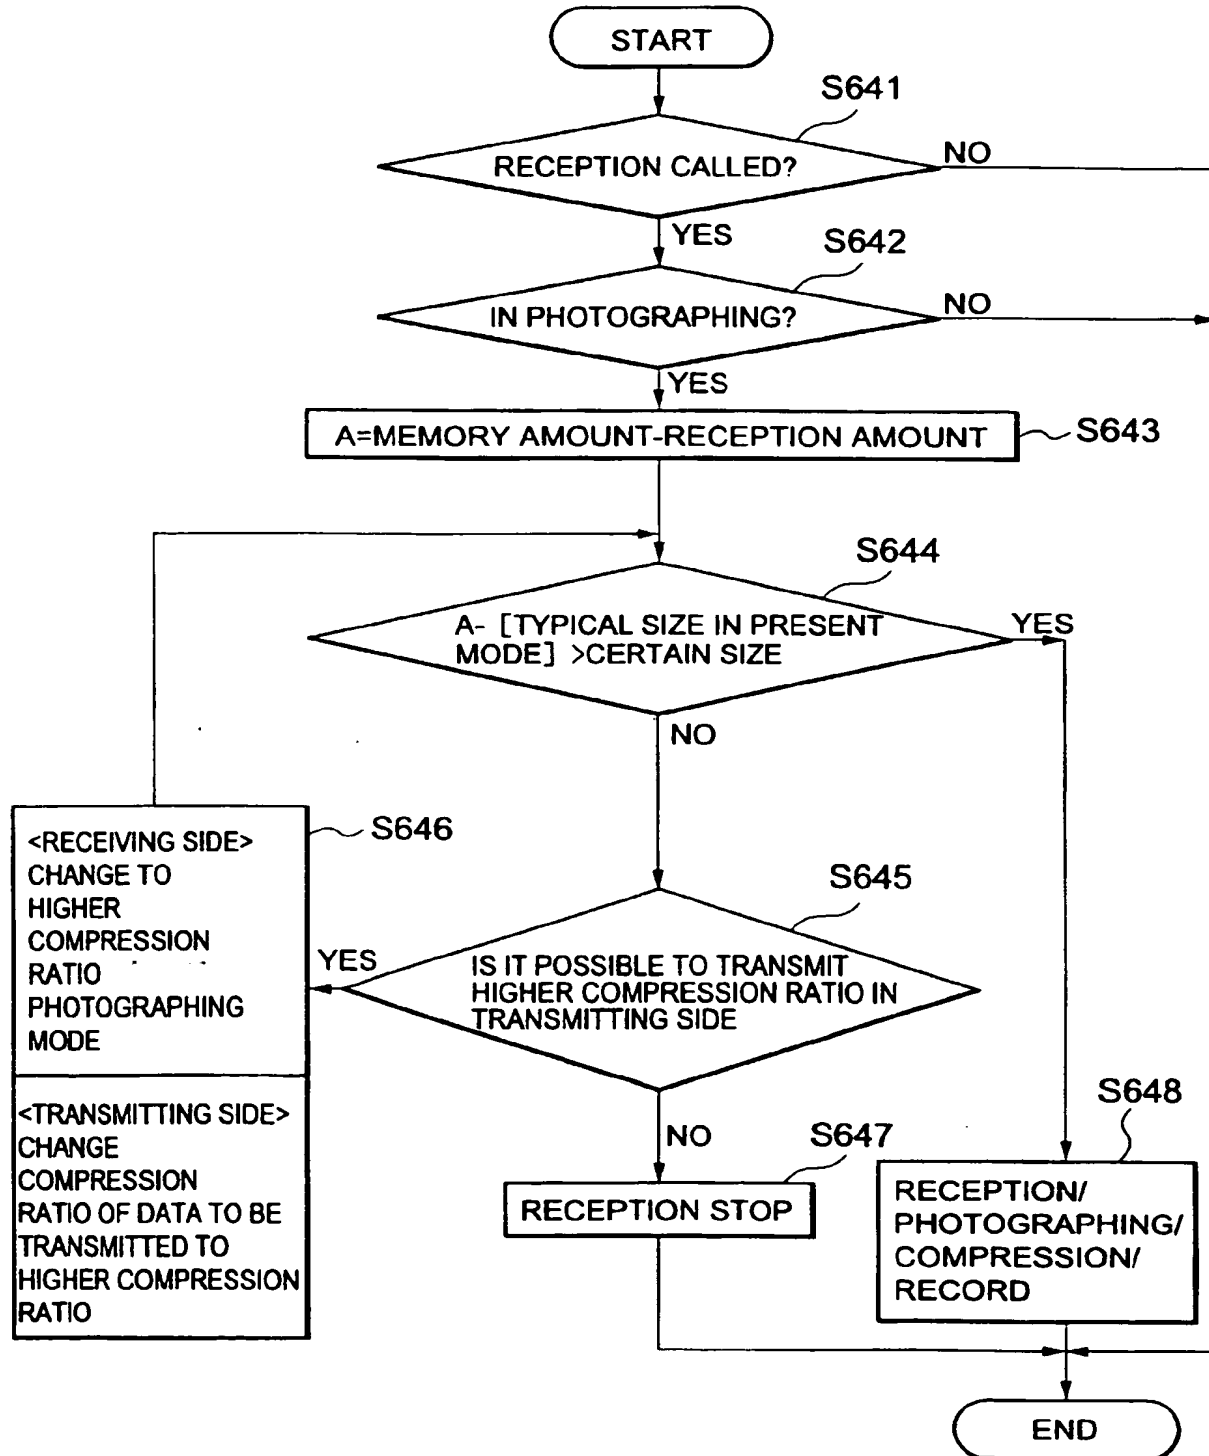 START
S641
RECEPTION CALLED?
NO
YES
S642
IN PHOTOGRAPHING?
NO
YES
A=MEMORY AMOUNT-RECEPTION AMOUNT
S643
S644
A- [TYPICAL SIZE IN PRESENT
MODE] >CERTAIN SIZE
YES
NO
S646
<RECEIVING SIDE>
CHANGE TO
HIGHER
COMPRESSION
RATIO
PHOTOGRAPHING
MODE
<TRANSMITTING SIDE>
CHANGE
COMPRESSION
RATIO OF DATA TO BE
TRANSMITTED TO
HIGHER COMPRESSION
RATIO
S645
YES
IS IT POSSIBLE TO TRANSMIT
HIGHER COMPRESSION RATIO IN
TRANSMITTING SIDE
NO
S647
RECEPTION STOP
S648
RECEPTION/
PHOTOGRAPHING/
COMPRESSION/
RECORD
END